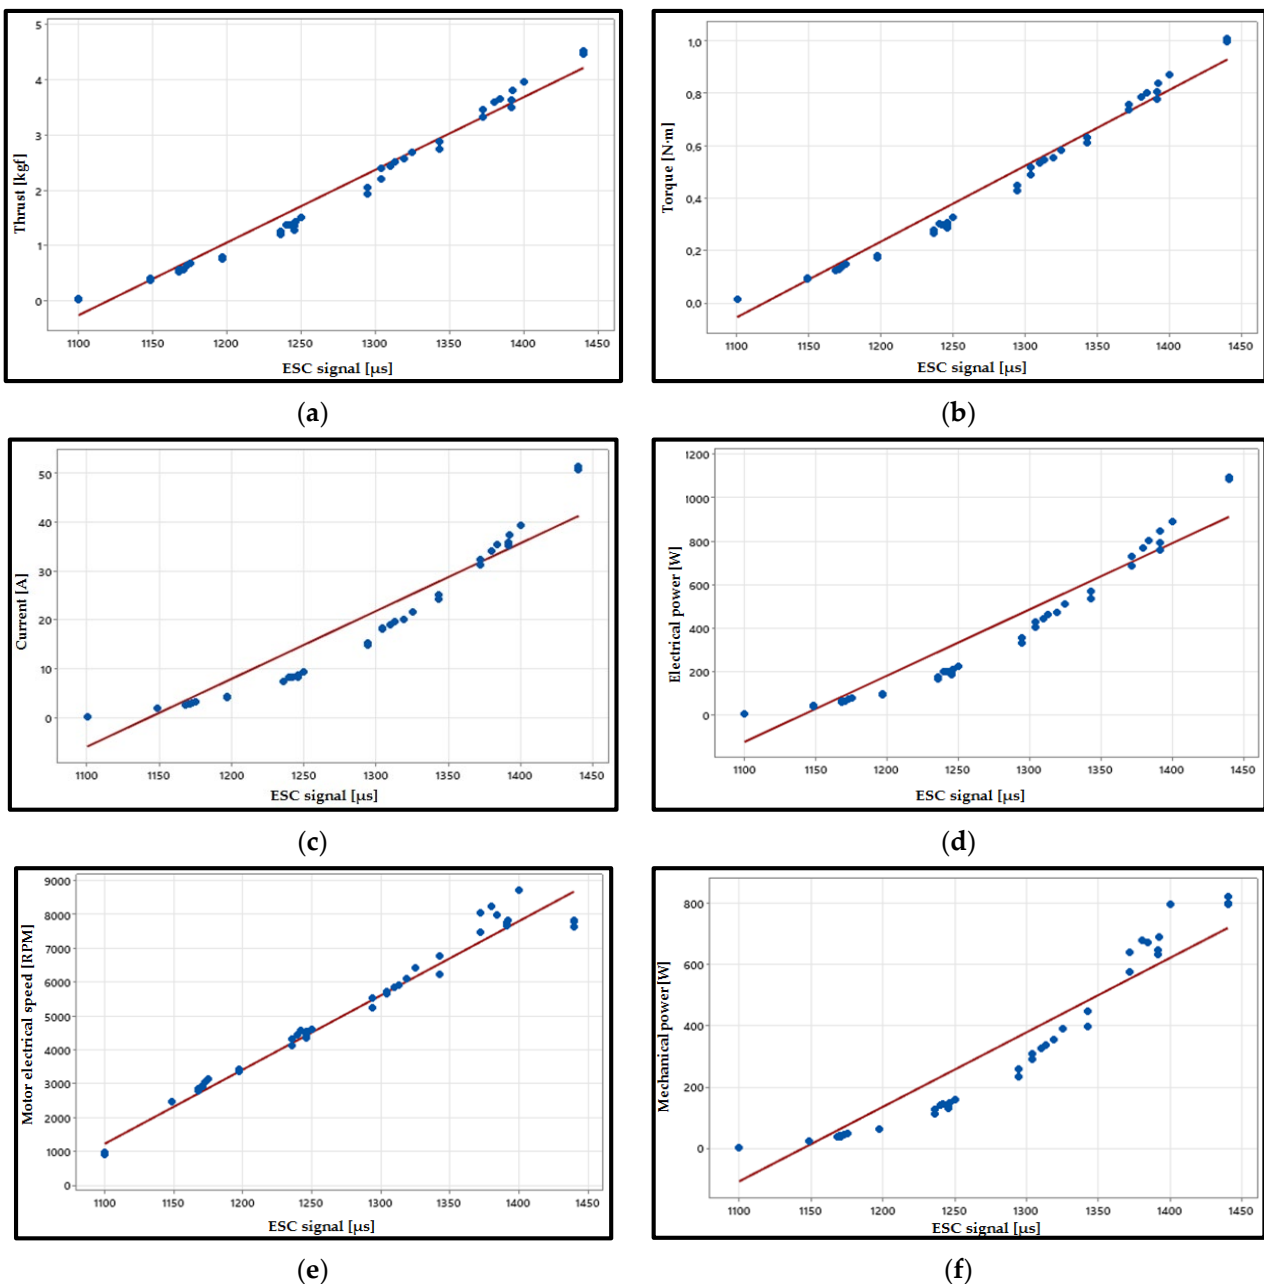 5
4
3
2
1
0
Thrust [kgf]
1100 1150 1200 1250 1300 1350 1400 1450
ESC signal [μs]
(a)
1,0
0,8
0,6
0,4
0,2
0,0
Torque [N·m]
1100 1150 1200 1250 1300 1350 1400 1450
ESC signal [μs]
(b)
50
40
30
20
10
0
Current [A]
1100 1150 1200 1250 1300 1350 1400 1450
ESC signal [μs]
(c)
1200
1000
800
600
400
200
0
Electrical power [W]
1100 1150 1200 1250 1300 1350 1400 1450
ESC signal [μs]
(d)
9000
8000
7000
6000
5000
4000
3000
2000
1000
0
Motor electrical speed [RPM]
1100 1150 1200 1250 1300 1350 1400 1450
ESC signal [μs]
(e)
800
600
400
200
0
Mechanical power [W]
1100 1150 1200 1250 1300 1350 1400 1450
ESC signal [μs]
(f)